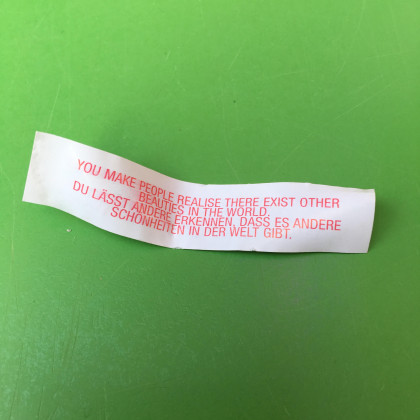 YOU MAKE PEOPLE REALISE THERE EXIST OTHER
BEAUTIES IN THE WORLD.
DU LÄSST ANDERE ERKENNEN, DASS ES ANDERE
SCHÖNHEITEN IN DER WELT GIBT.